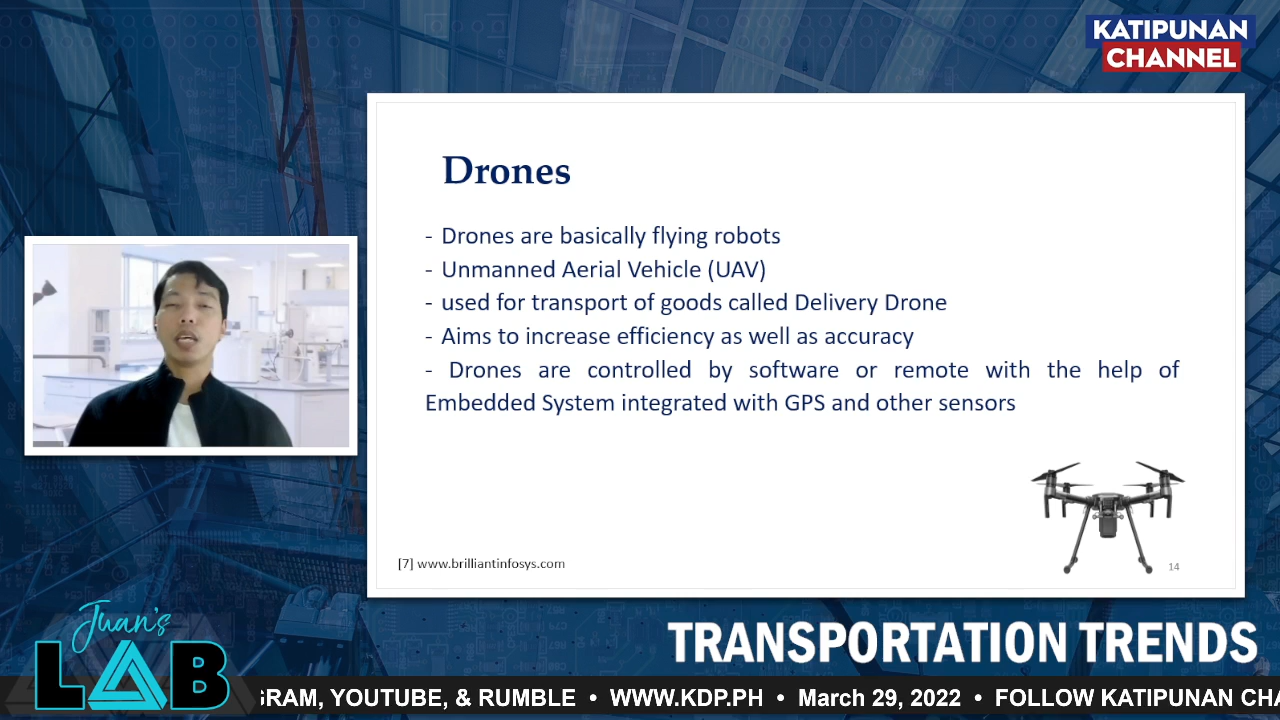 KATIPUNAN
CHANNEL
Drones
- Drones are basically flying robots
- Unmanned Aerial Vehicle (UAV)
- used for transport of goods called Delivery Drone
- Aims to increase efficiency as well as accuracy
- Drones are controlled by software or remote with the help of
Embedded System integrated with GPS and other sensors
[7] www.brilliantinfosys.com
14
Juan's
LAB
TRANSPORTATION TRENDS
GRAM, YOUTUBE, & RUMBLE • WWW.KDP.PH • March 29, 2022 • FOLLOW KATIPUNAN CHA